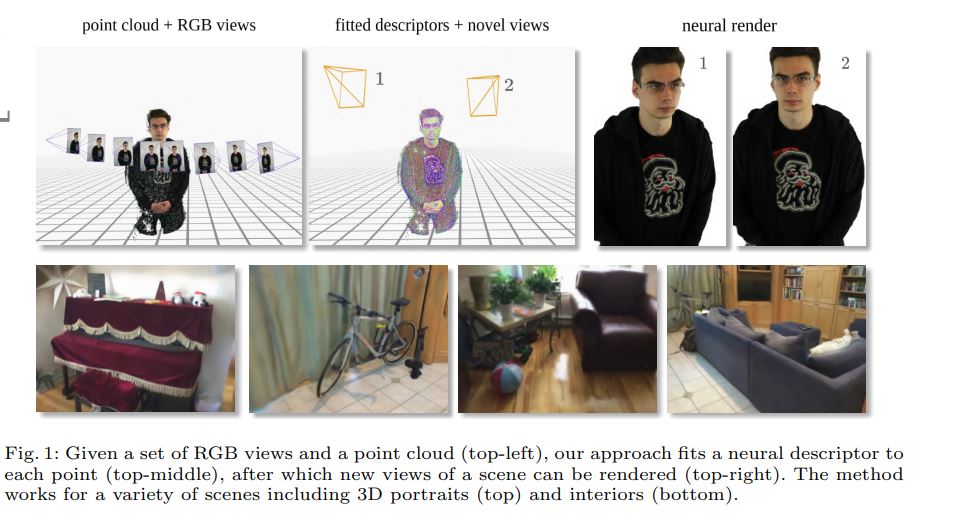 point cloud + RGB views
fitted descriptors + novel views
neural render
1
2
1
2
Fig. 1: Given a set of RGB views and a point cloud (top-left), our approach fits a neural descriptor to
each point (top-middle), after which new views of a scene can be rendered (top-right). The method
works for a variety of scenes including 3D portraits (top) and interiors (bottom).